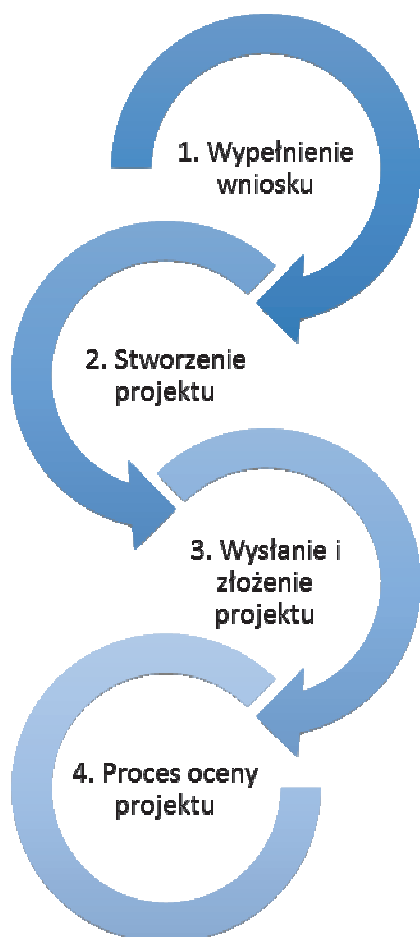 1. Wypełnienie
wniosku
2. Stworzenie
projektu
3. Wysłanie i
złożenie
projektu
4. Proces oceny
projektu